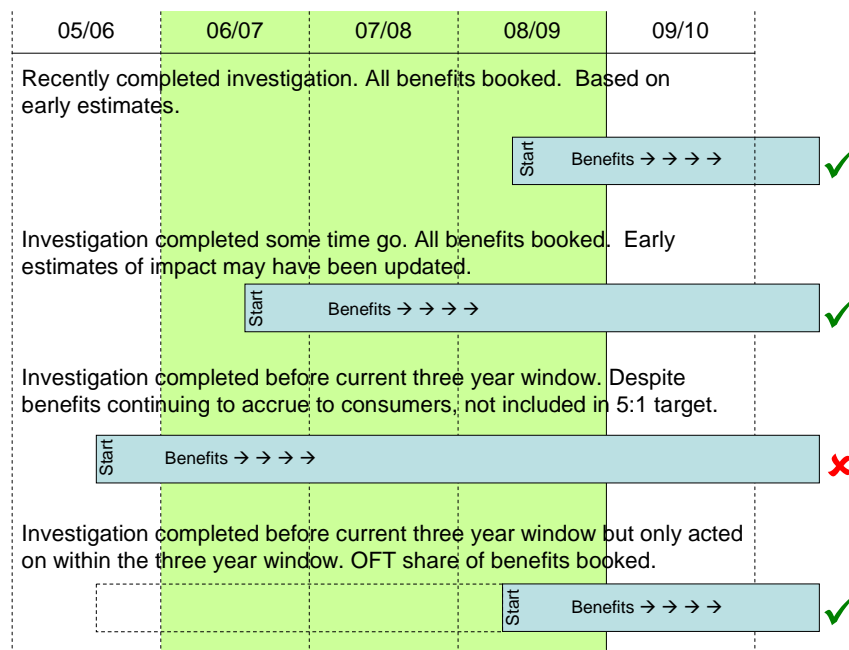 05/06 06/07 07/08 08/09 09/10
Recently completed investigation. All benefits booked. Based on
early estimates.
Start Benefits → → → →
Investigation completed some time go. All benefits booked. Early
estimates of impact may have been updated.
Start Benefits → → → →
Investigation completed before current three year window. Despite
benefits continuing to accrue to consumers, not included in 5:1 target.
Start Benefits → → → →
Investigation completed before current three year window but only acted
on within the three year window. OFT share of benefits booked.
Start Benefits → → → →